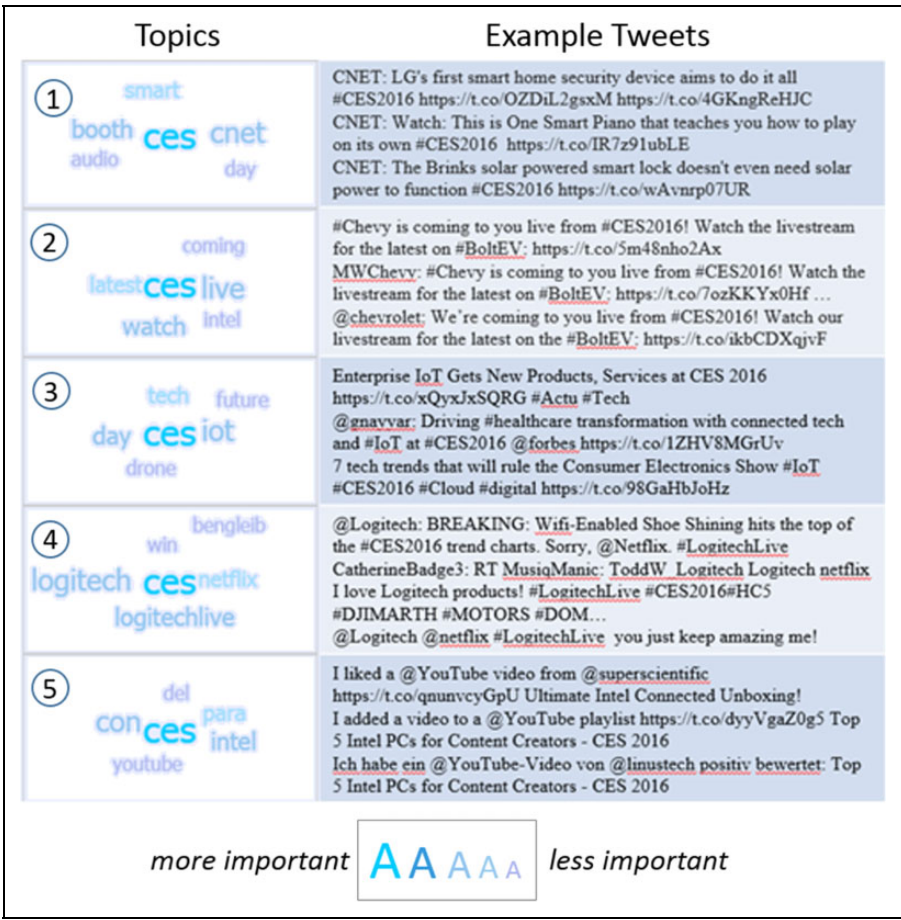 Topics
Example Tweets
1
smart
booth ces cnet
audio
day
CNET: LG's first smart home security device aims to do it all
#CES2016 https://t.co/OZDiL2gsxM https://t.co/4GKngReHJC
CNET: Watch: This is One Smart Piano that teaches you how to play
on its own #CES2016 https://t.co/IR7z91ubLE
CNET: The Brinks solar powered smart lock doesn't even need solar
power to function #CES2016 https://t.co/wAvnrp07UR
2
coming
latest ces live
watch intel
#Chevy is coming to you live from #CES2016! Watch the livestream
for the latest on #BoltEV: https://t.co/5m48nho2Ax
MWChevy: #Chevy is coming to you live from #CES2016! Watch the
livestream for the latest on #BoltEV: https://t.co/7ozKKYx0Hf …
@chevrolet: We're coming to you live from #CES2016! Watch our
livestream for the latest on the #BoltEV: https://t.co/ikbCDXqjvF
3
tech future
day ces iot
drone
Enterprise IoT Gets New Products, Services at CES 2016
https://t.co/xQyxJxSQRG #Actu #Tech
@gnayyar: Driving #healthcare transformation with connected tech
and #IoT at #CES2016 @forbes https://t.co/1ZHV8MGrUv
7 tech trends that will rule the Consumer Electronics Show #IoT
#CES2016 #Cloud #digital https://t.co/98GaHbJoHz
4
bengleib
win
logitech ces netflix
logitechlive
@Logitech: BREAKING: Wifi-Enabled Shoe Shining hits the top of
the #CES2016 trend charts. Sorry, @Netflix. #LogitechLive
CatherineBadge3: RT MusiqManic: ToddW_Logitech Logitech netflix
I love Logitech products! #LogitechLive #CES2016#HC5
#DJIMARTH #MOTORS #DOM…
@Logitech @netflix #LogitechLive you just keep amazing me!
5
del
con ces para
intel
youtube
I liked a @YouTube video from @superscientific
https://t.co/qnunvcyGpU Ultimate Intel Connected Unboxing!
I added a video to a @YouTube playlist https://t.co/dyyVgaZ0g5 Top
5 Intel PCs for Content Creators - CES 2016
Ich habe ein @YouTube-Video von @linustech positiv bewertet: Top
5 Intel PCs for Content Creators - CES 2016
more important A A A A A less important